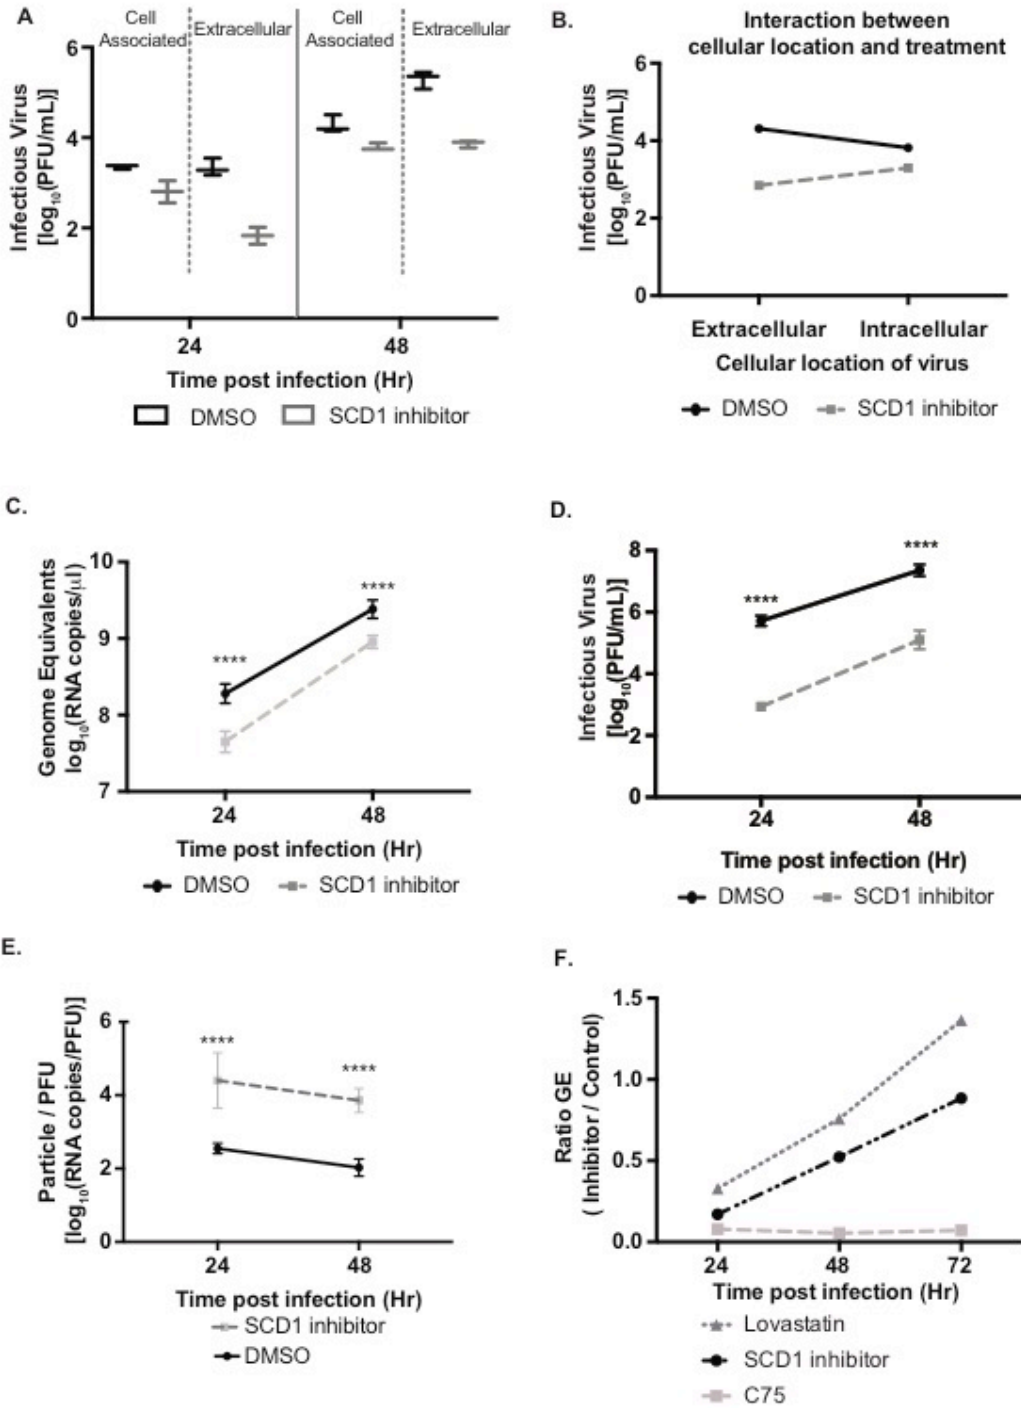 A
Cell
Associated
Extracellular
Cell
Associated
Extracellular
Infectious Virus
[log₁₀(PFU/mL)]
6
4
2
0
24
48
Time post infection (Hr)
DMSO
SCD1 inhibitor
B.
Interaction between
cellular location and treatment
Infectious Virus
[log₁₀(PFU/mL)]
6
4
2
0
Extracellular
Intracellular
Cellular location of virus
DMSO
SCD1 inhibitor
C.
Genome Equivalents
log₁₀(RNA copies/µl)
10
9
8
7
****
****
24
48
Time post infection (Hr)
DMSO
SCD1 inhibitor
D.
Infectious Virus
[log₁₀(PFU/mL)]
8
6
4
2
0
****
****
24
48
Time post infection (Hr)
DMSO
SCD1 inhibitor
E.
Particle / PFU
[log₁₀(RNA copies/PFU)]
6
4
2
0
****
****
24
48
Time post infection (Hr)
SCD1 inhibitor
DMSO
F.
Ratio GE
( Inhibitor / Control)
1.5
1.0
0.5
0.0
24
48
72
Time post infection (Hr)
Lovastatin
SCD1 inhibitor
C75